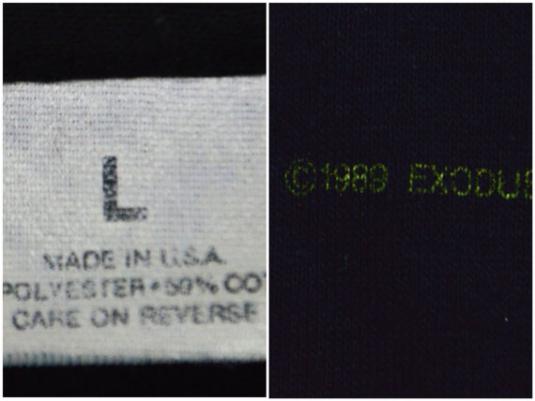 L
MADE IN U.S.A.
POLYESTER • 50% CO
CARE ON REVERSE
©1989 EXODUS